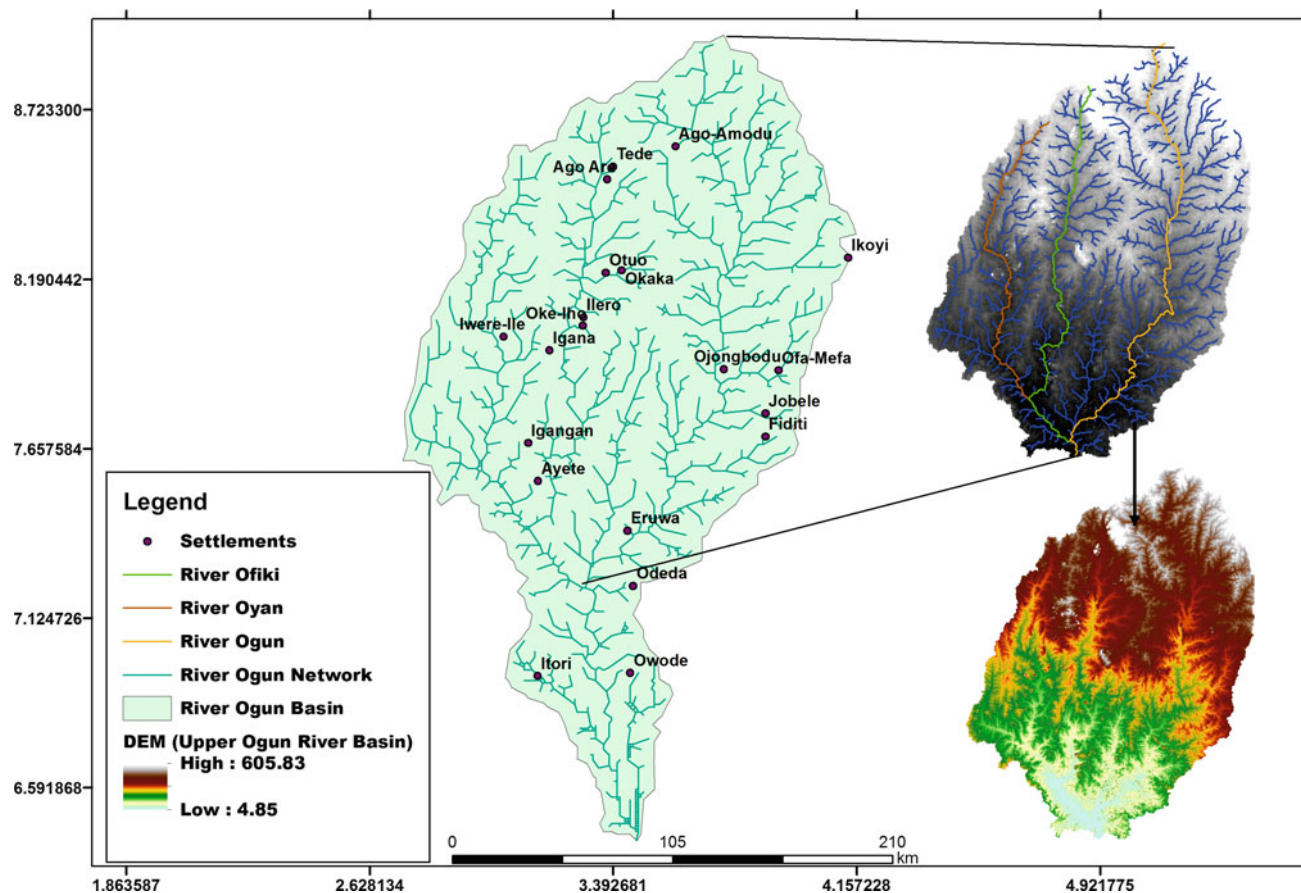 8.723300
8.190442
7.657584
7.124726
6.591868
Ago-Amodu
Tede
Ago Are
Ikoyi
Otuo
Okaka
Ilero
Oke-Iho
Iwere-Ile
Igana
Ojongbodu
Ofa-Mefa
Jobele
Fiditi
Igangan
Ayete
Eruwa
Odeda
Itori
Owode
Legend
Settlements
River Ofiki
River Oyan
River Ogun
River Ogun Network
River Ogun Basin
DEM (Upper Ogun River Basin)
High : 605.83
Low : 4.85
0 105 210
km
1.863587 2.628134 3.392681 4.157228 4.921775